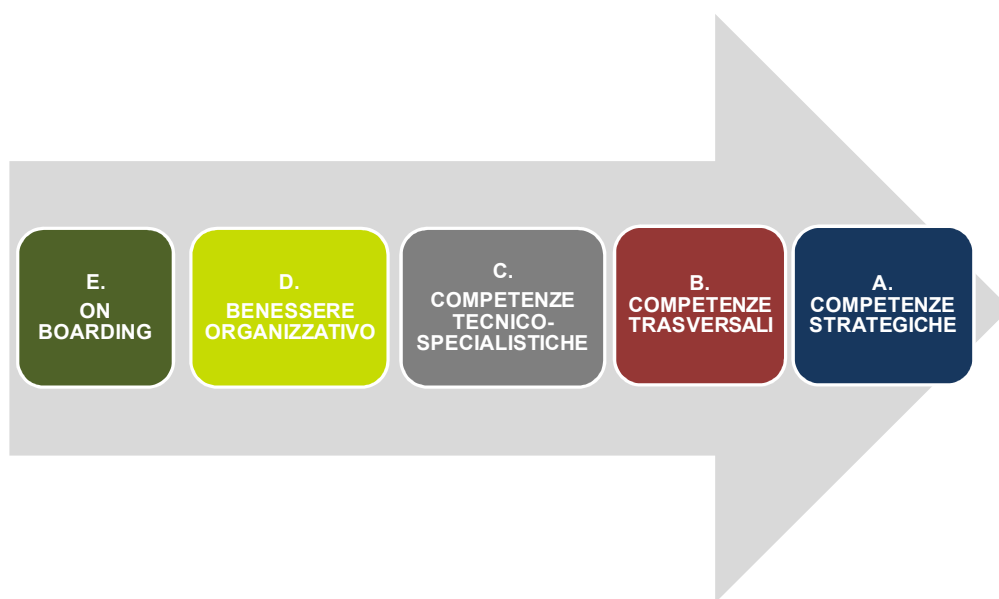 E.
ON
BOARDING
D.
BENESSERE
ORGANIZZATIVO
C.
COMPETENZE
TECNICO-
SPECIALISTICHE
B.
COMPETENZE
TRASVERSALI
A.
COMPETENZE
STRATEGICHE